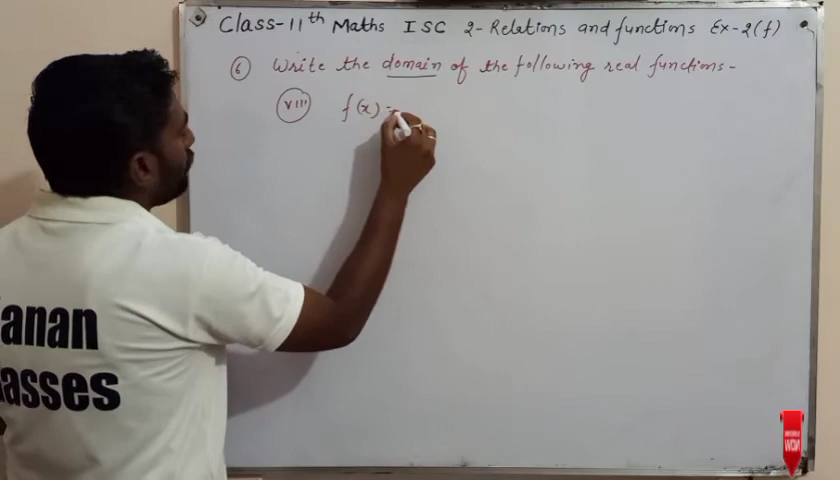 Class-11th Maths ISC 2-Relations and functions Ex-2(f)
6 Write the domain of the following real functions-
VIII f(x) =
anan
lasses